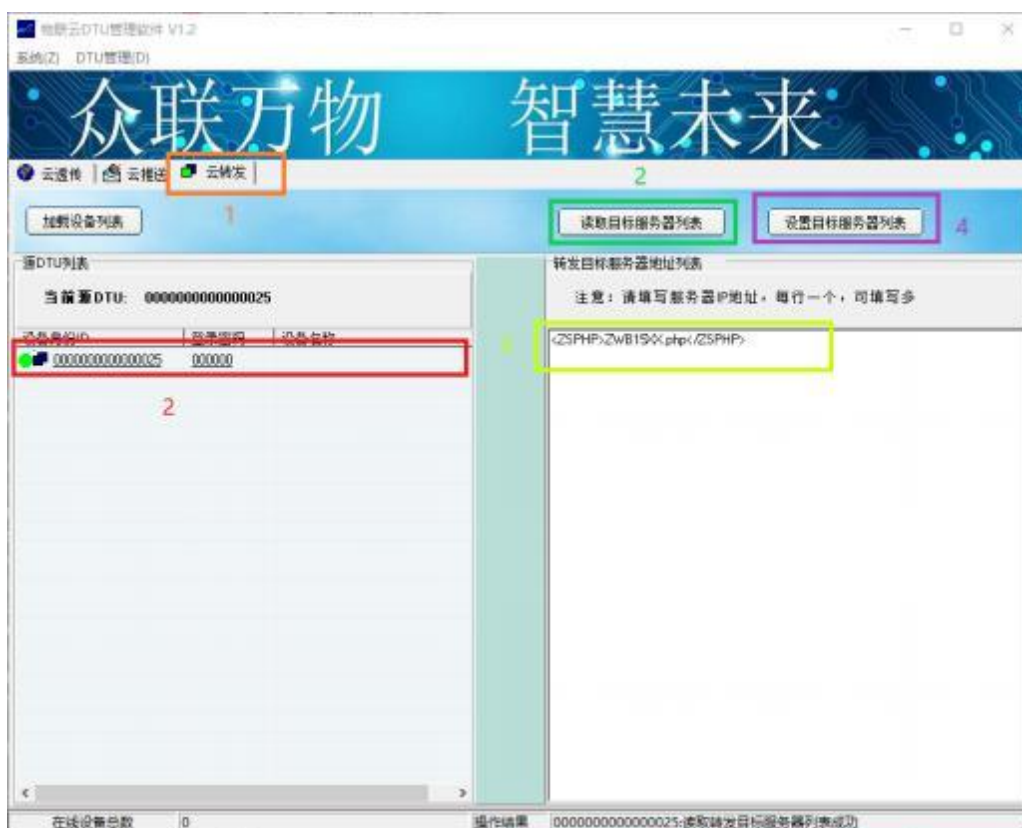 物联云DTU管理软件 V1.2
系统(Z) DTU管理(D)
众联万物 智慧未来
云透传 云推送 云转发
1
2
加载设备列表
读取目标服务器列表
设置目标服务器列表
4
源DTU列表
转发目标服务器地址列表
当前源DTU: 0000000000000025
注意：请填写服务器IP地址，每行一个，可填写多
设备身份ID 登录密码 设备名称
0000000000000025 000000
2
<ZSPHP>ZWB15XX.php</ZSPHP>
在线设备总数 0
操作结果 0000000000000025:读取转发目标服务器列表成功